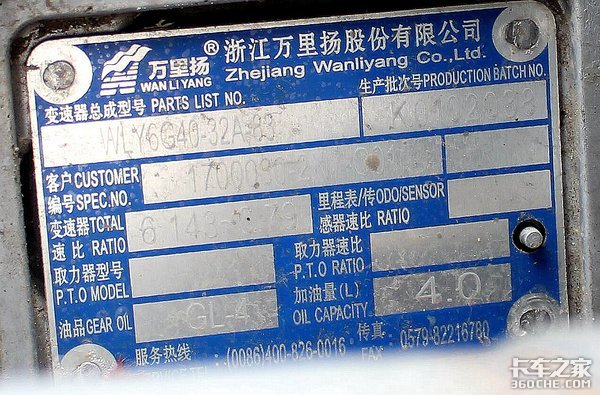 万里扬
WANLIYANG
®浙江万里扬股份有限公司
Zhejiang Wanliyang Co.,Ltd.
变速器总成型号 PARTS LIST NO.
生产批次号PRODUCTION BATCH NO.
WLY6G40-32A-
客户CUSTOMER
编号SPEC.NO.
变速器TOTAL
速比 RATIO
里程表/传ODO/SENSOR
感器速比 RATIO
取力器型号
P.T.O MODEL
取力器速比
P.T.O RATIO
油品GEAR OIL
GL-4
加油量(L)
OIL CAPACITY
4.0
服务热线:
(0086)400-826-0016
传真:
FAX
0579-82216780
卡车之家
360CHE.COM